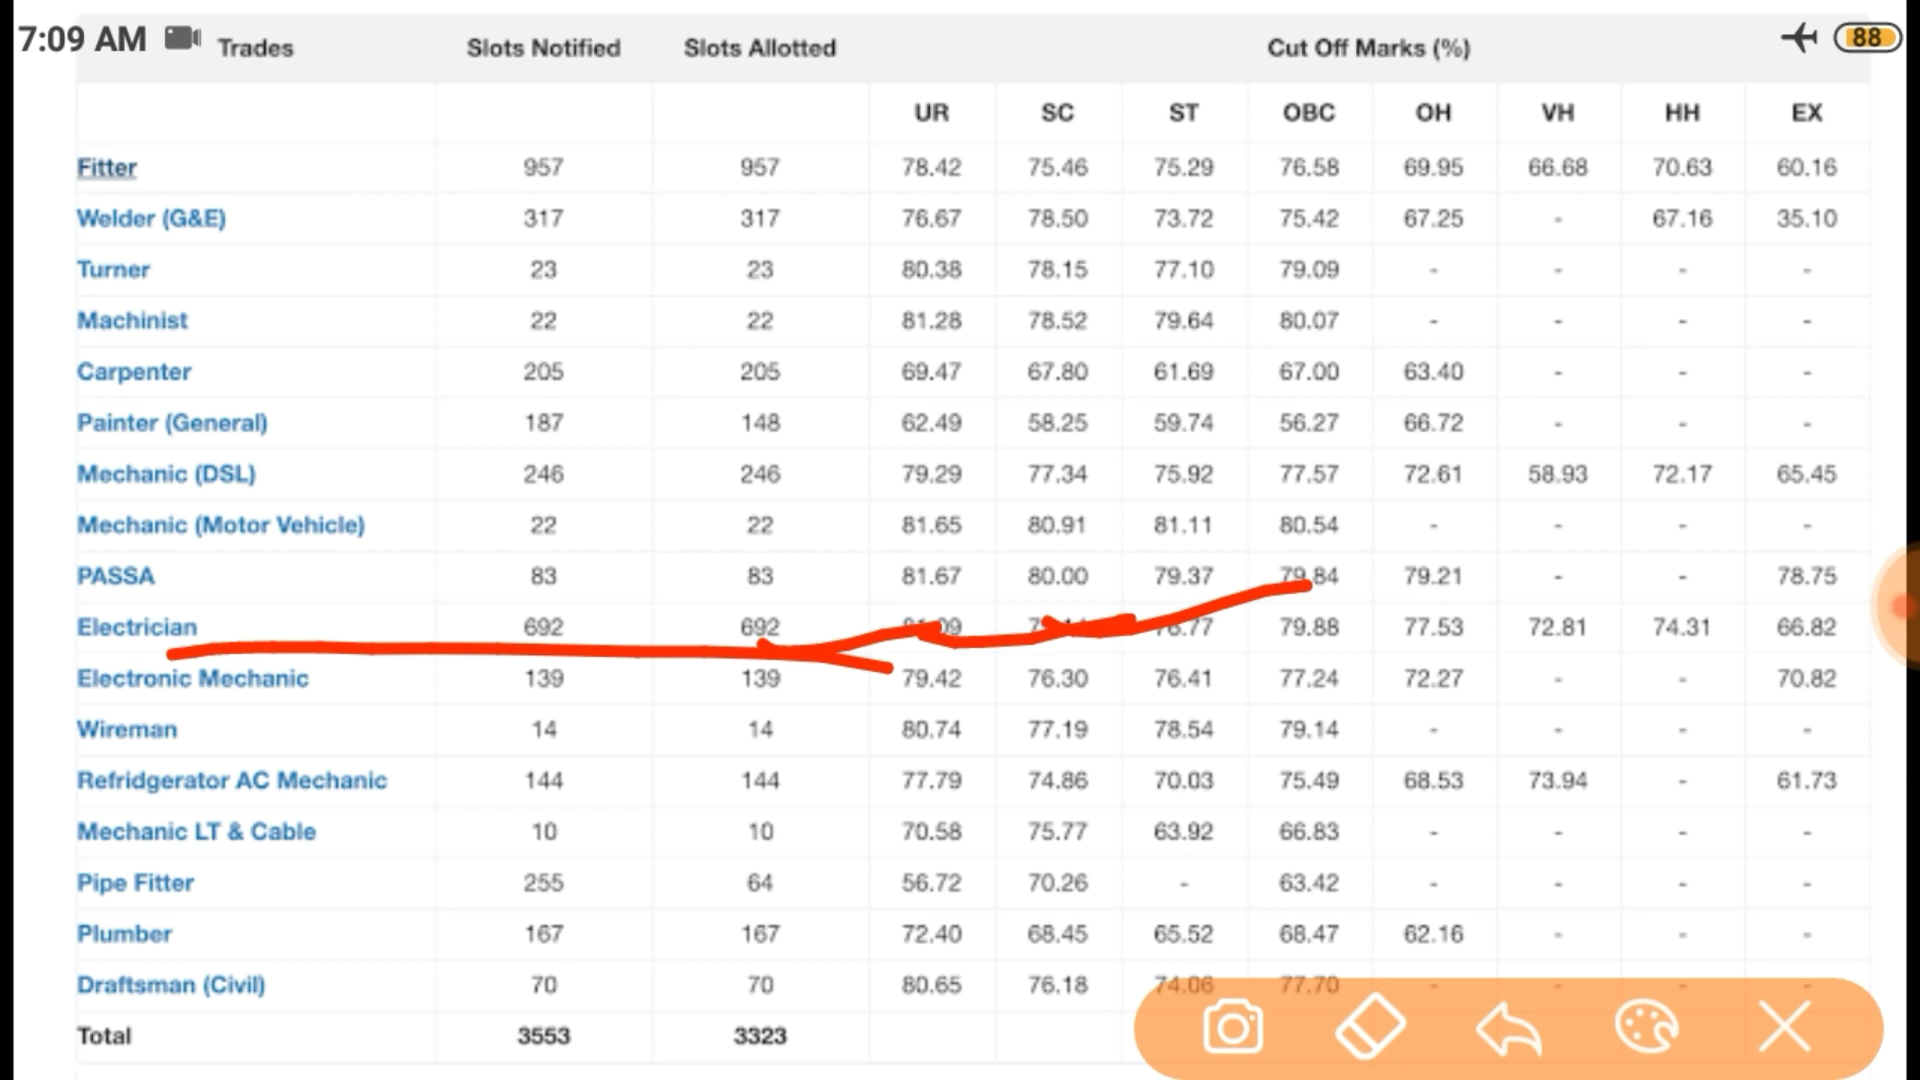 7:09 AM
88
Trades Slots Notified Slots Allotted Cut Off Marks (%)
UR SC ST OBC OH VH HH EX
Fitter 957 957 78.42 75.46 75.29 76.58 69.95 66.68 70.63 60.16
Welder (G&E) 317 317 76.67 78.50 73.72 75.42 67.25 - 67.16 35.10
Turner 23 23 80.38 78.15 77.10 79.09 - - - -
Machinist 22 22 81.28 78.52 79.64 80.07 - - - -
Carpenter 205 205 69.47 67.80 61.69 67.00 63.40 - - -
Painter (General) 187 148 62.49 58.25 59.74 56.27 66.72 - - -
Mechanic (DSL) 246 246 79.29 77.34 75.92 77.57 72.61 58.93 72.17 65.45
Mechanic (Motor Vehicle) 22 22 81.65 80.91 81.11 80.54 - - - -
PASSA 83 83 81.67 80.00 79.37 79.84 79.21 - - 78.75
Electrician 692 692 79.88 77.53 72.81 74.31 66.82
Electronic Mechanic 139 139 79.42 76.30 76.41 77.24 72.27 - - 70.82
Wireman 14 14 80.74 77.19 78.54 79.14 - - - -
Refridgerator AC Mechanic 144 144 77.79 74.86 70.03 75.49 68.53 73.94 - 61.73
Mechanic LT & Cable 10 10 70.58 75.77 63.92 66.83 - - - -
Pipe Fitter 255 64 56.72 70.26 - 63.42 - - - -
Plumber 167 167 72.40 68.45 65.52 68.47 62.16 - - -
Draftsman (Civil) 70 70 80.65 76.18 74.06 77.70 - - - -
Total 3553 3323